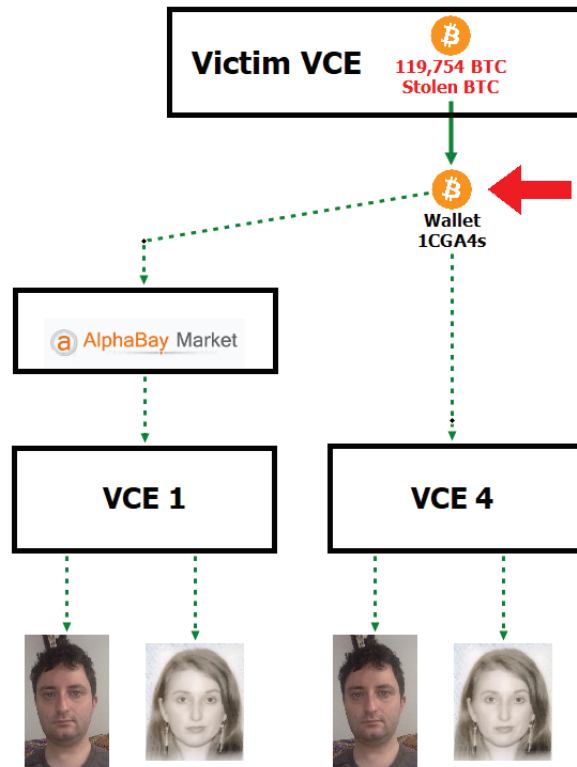 Victim VCE
119,754 BTC
Stolen BTC
Wallet
1CGA4s
a AlphaBay Market
VCE 1
VCE 4